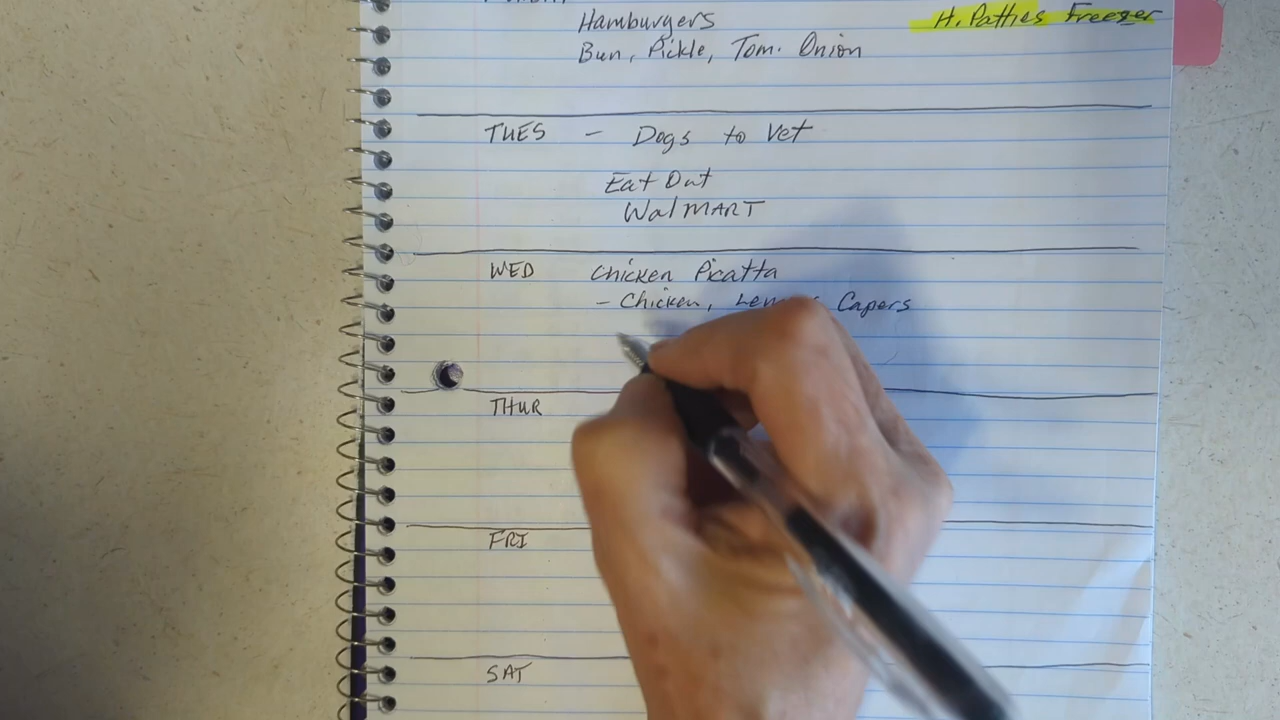 Hamburgers H. Patties Freezer
Bun, Pickle, Tom. Onion
TUES - Dogs to Vet
Eat Out
WalMART
WED Chicken Picatta
- Chicken, Capers
THUR
FRI
SAT